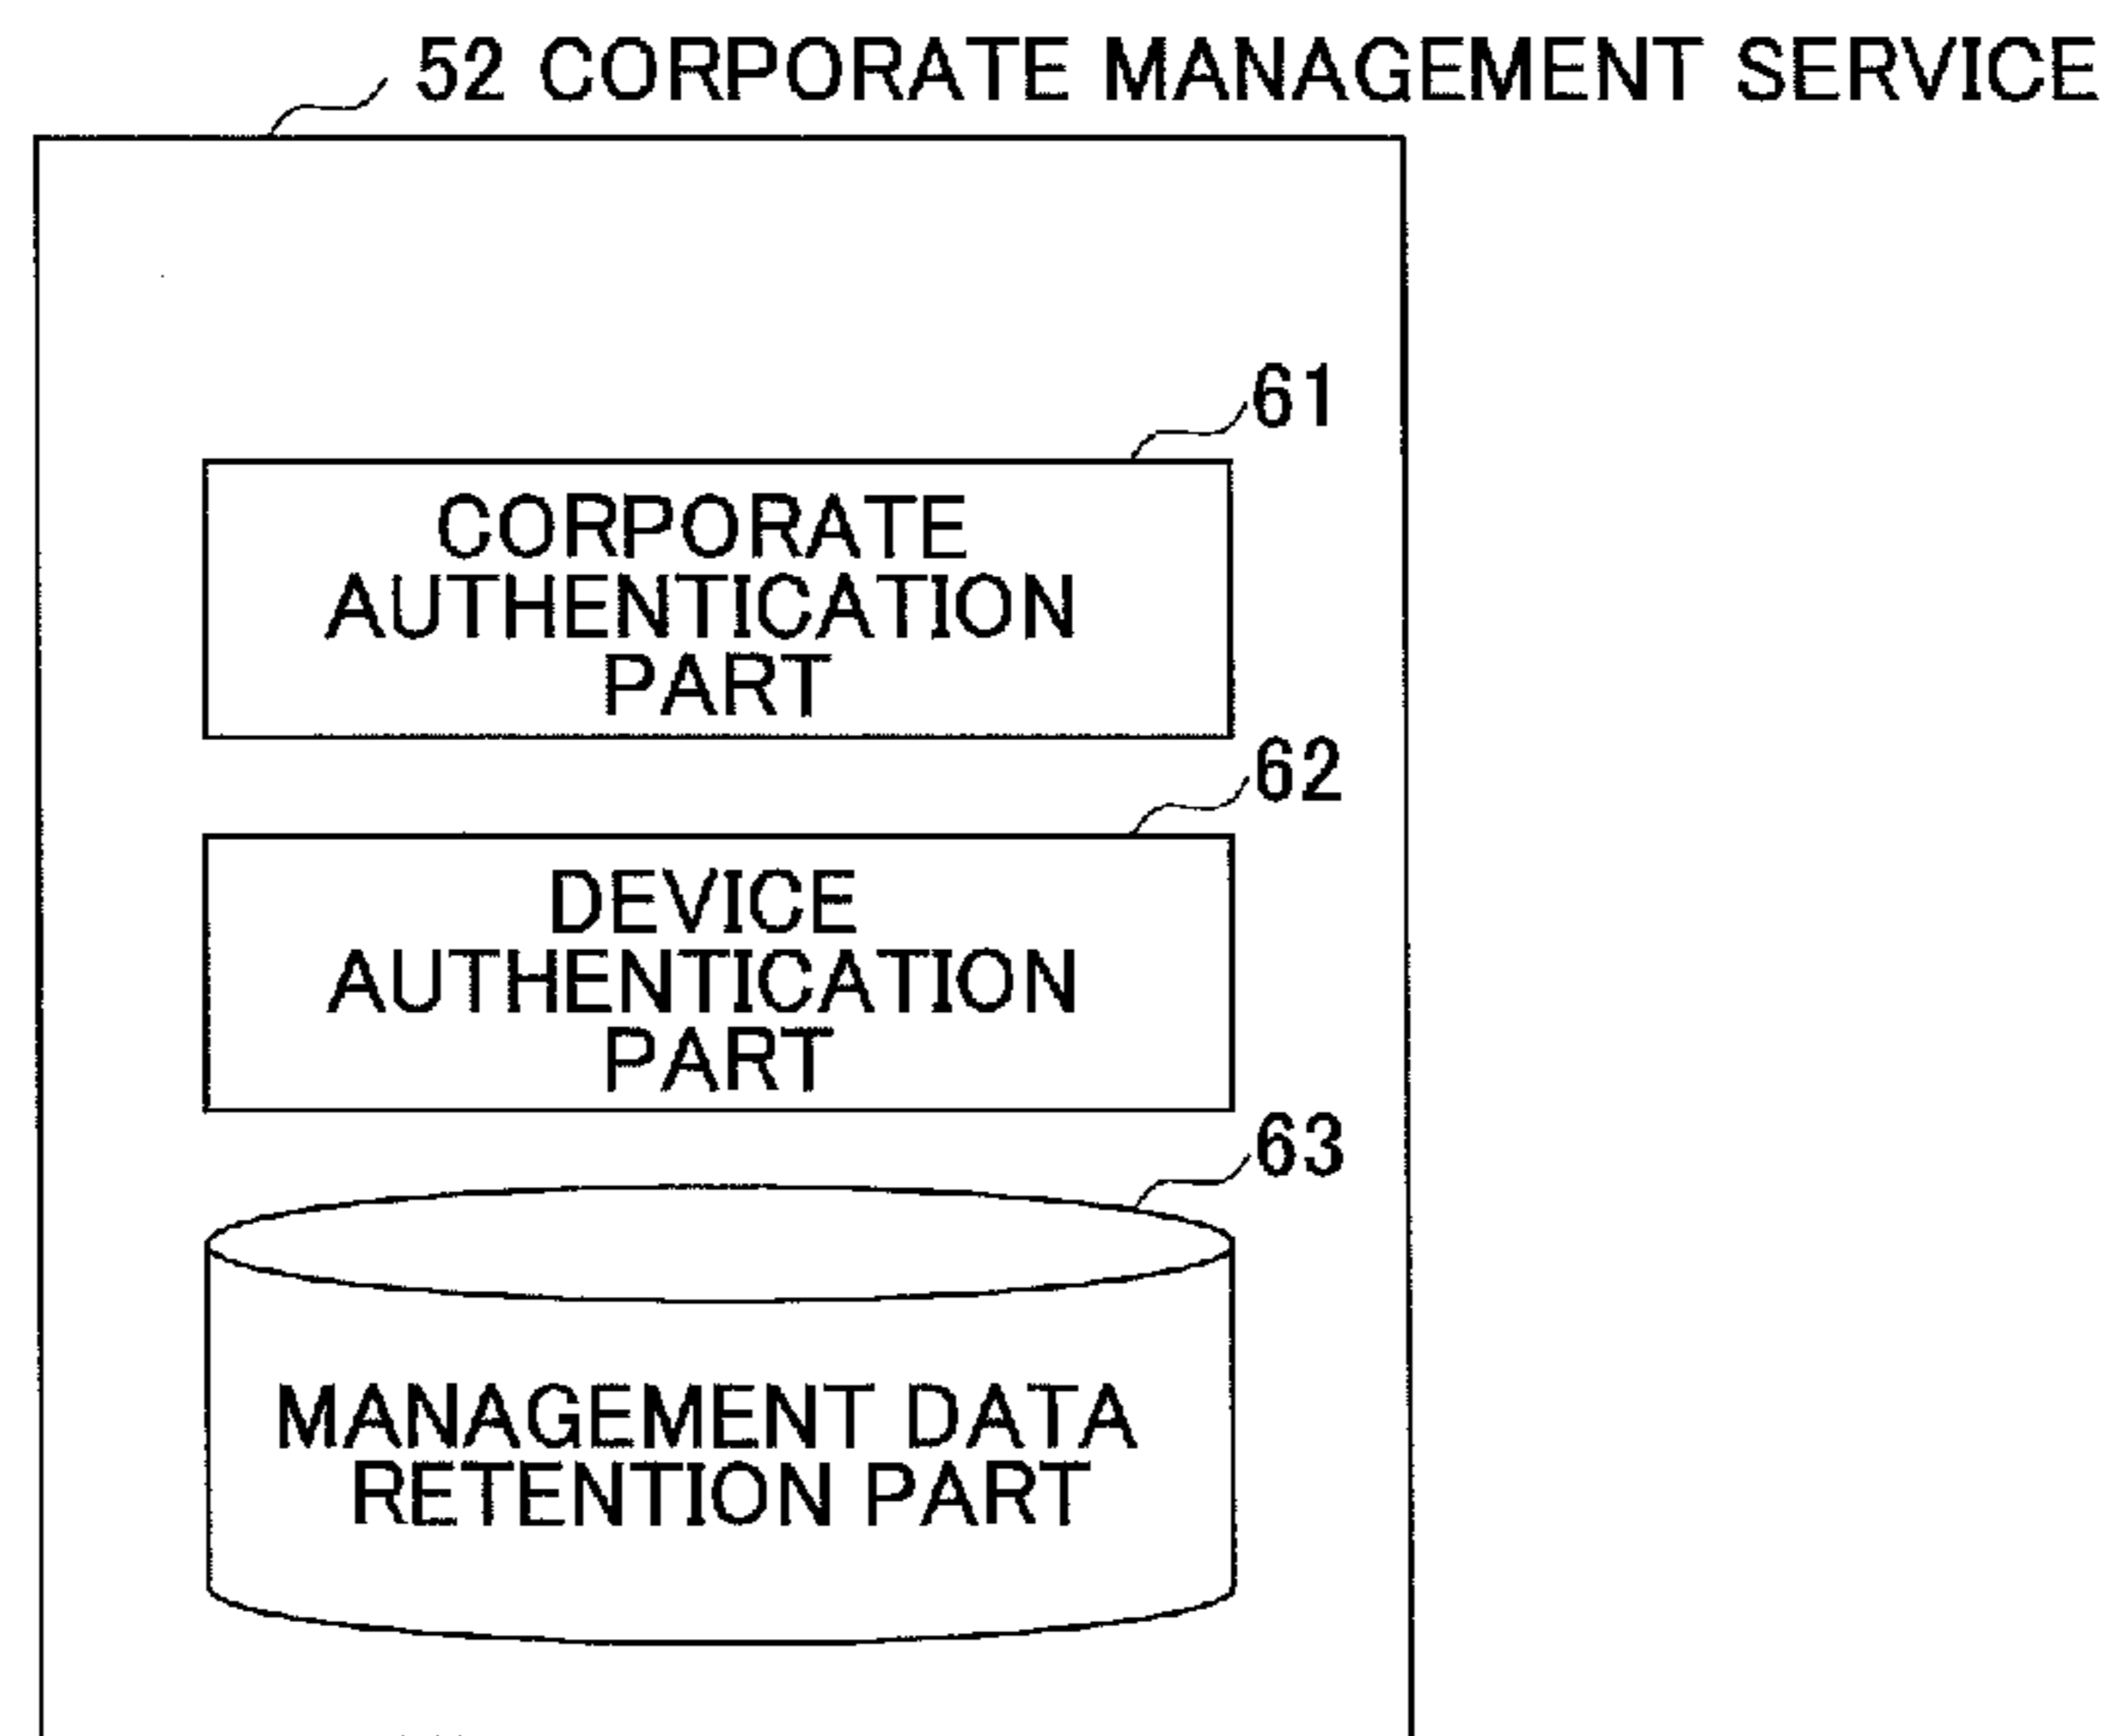 52 CORPORATE MANAGEMENT SERVICE
61
CORPORATE
AUTHENTICATION
PART
62
DEVICE
AUTHENTICATION
PART
63
MANAGEMENT DATA
RETENTION PART